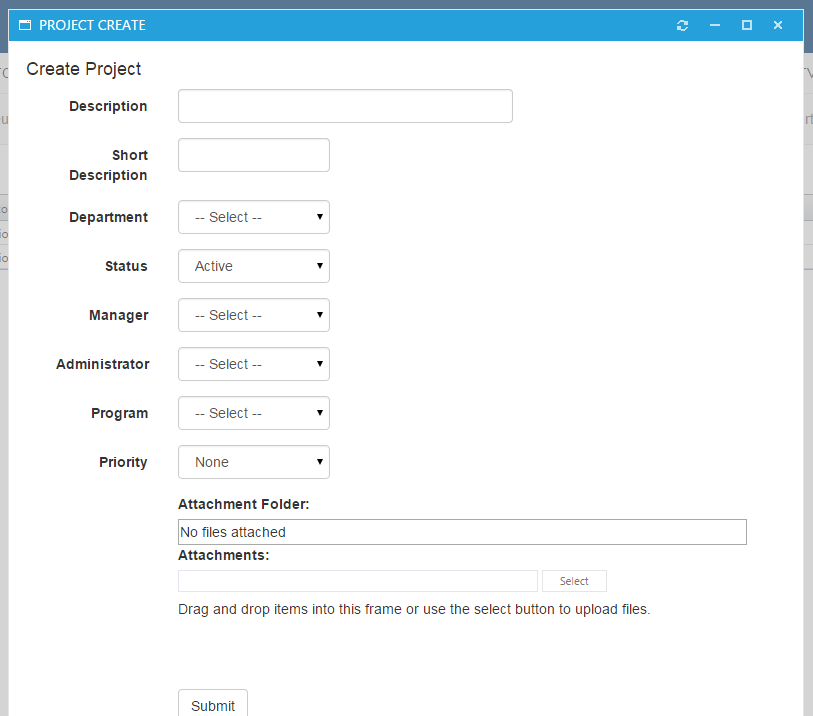 PROJECT CREATE
Create Project
Description
Short
Description
Department
-- Select --
Status
Active
Manager
-- Select --
Administrator
-- Select --
Program
-- Select --
Priority
None
Attachment Folder:
No files attached
Attachments:
Select
Drag and drop items into this frame or use the select button to upload files.
Submit